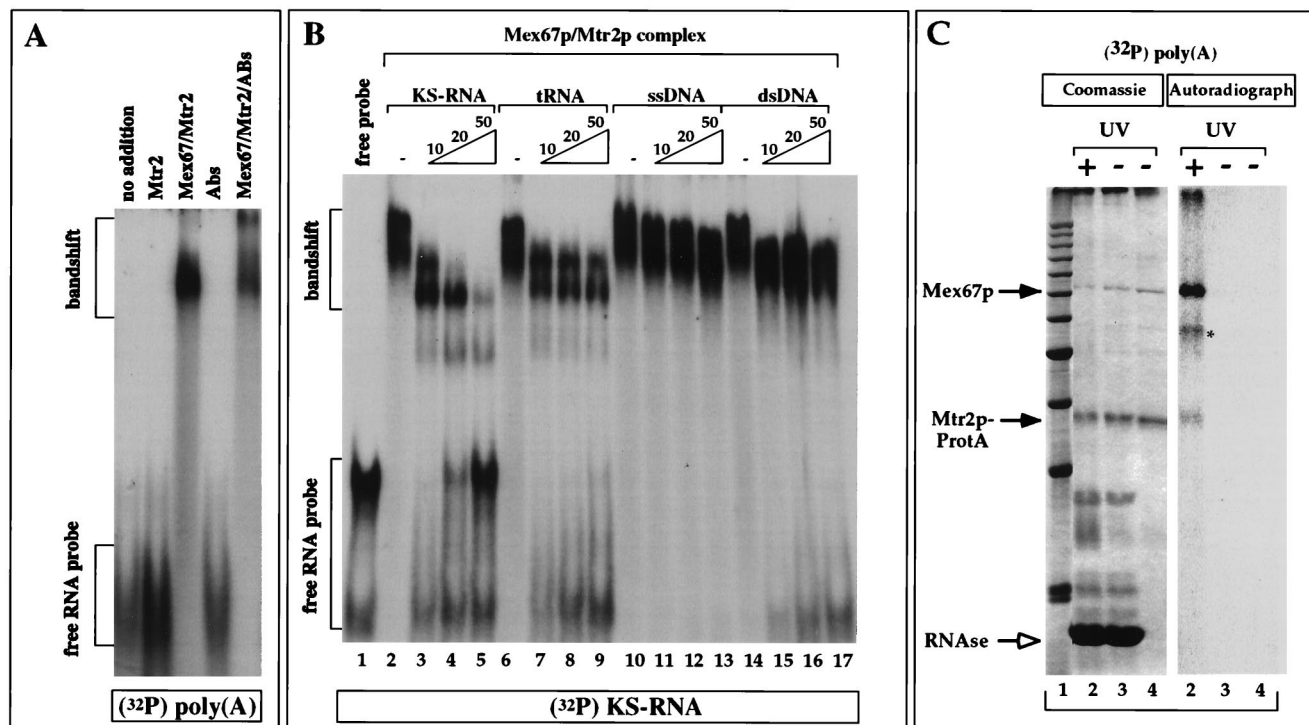 A
no addition
Mtr2
Mex67/Mtr2
Abs
Mex67/Mtr2/ABs
bandshift
free RNA probe
(32P) poly(A)
B
Mex67p/Mtr2p complex
free probe
KS-RNA tRNA ssDNA dsDNA
- 10 20 50 - 10 20 50 - 10 20 50 - 10 20 50
bandshift
free RNA probe
1 2 3 4 5 6 7 8 9 10 11 12 13 14 15 16 17
(32P) KS-RNA
C
(32P) poly(A)
Coomassie Autoradiograph
UV UV
+ - - + - -
Mex67p
*
Mtr2p-
ProtA
RNAse
1 2 3 4 2 3 4